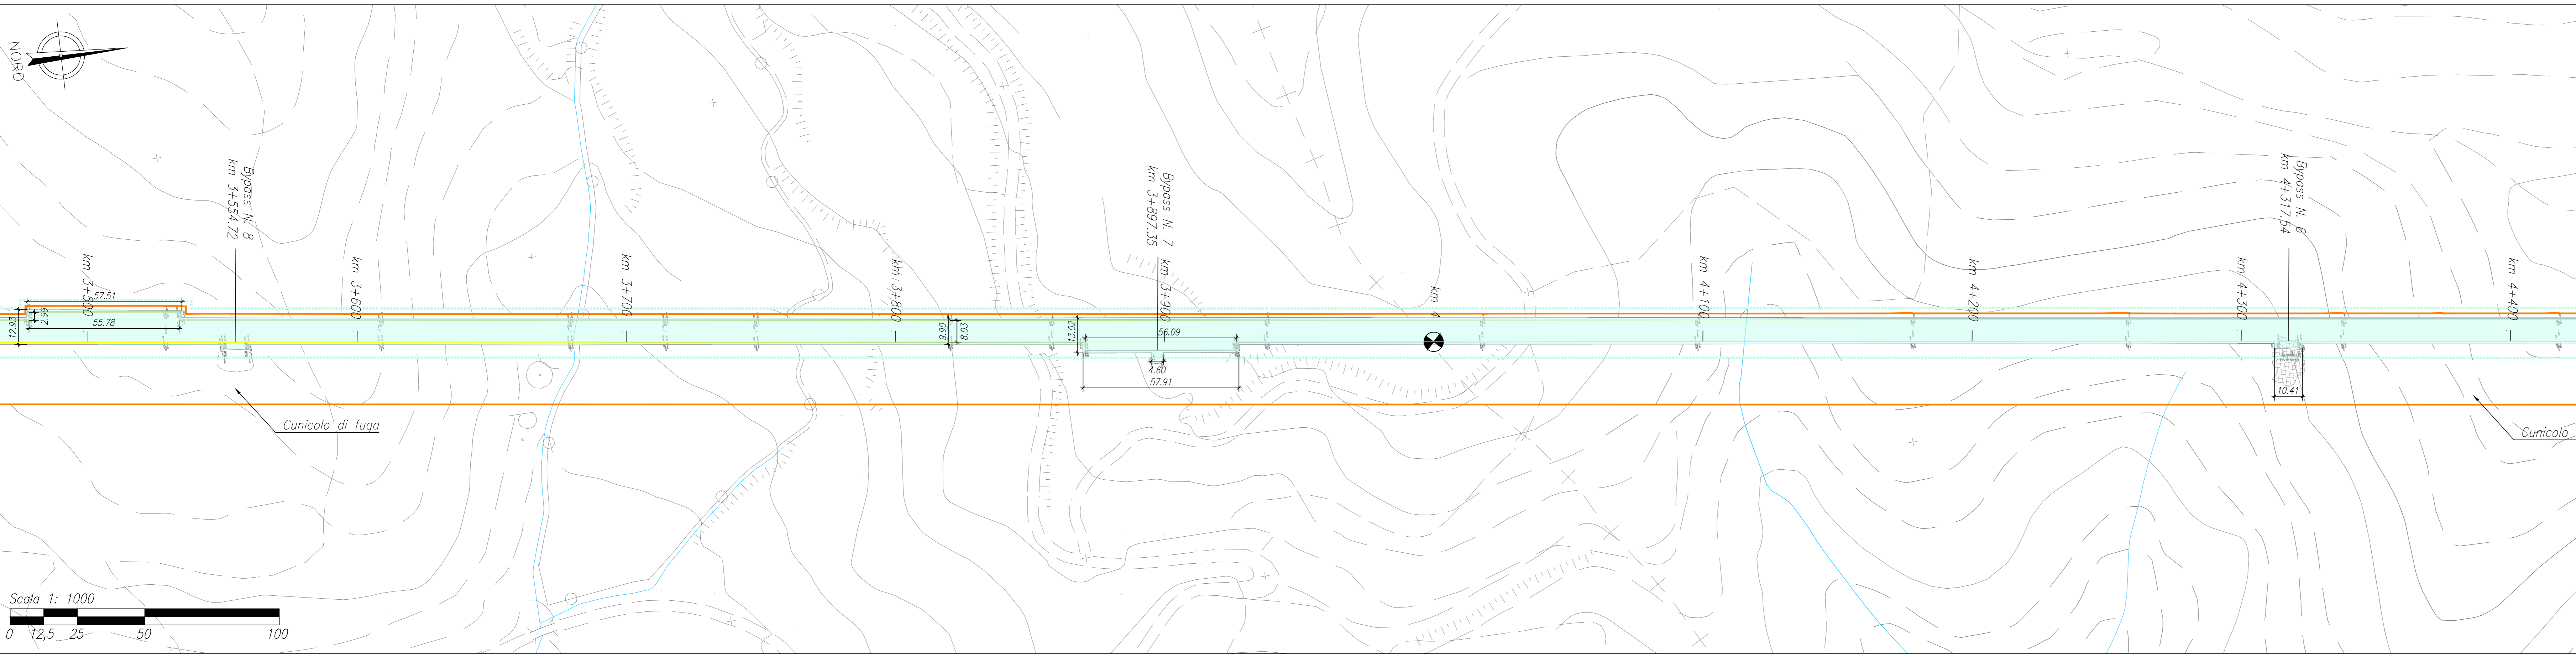 NORD
Bypass N. 8
km 3+554.72
Bypass N. 7
km 3+897.35
Bypass N. 6
km 4+317.54
km 3+500
km 3+600
km 3+700
km 3+800
km 3+900
km 4
km 4+100
km 4+200
km 4+300
km 4+400
57.51
12.93
2.99
55.78
9.90
8.03
13.02
56.09
4.60
57.91
10.41
Cunicolo di fuga
Cunicolo
Scala 1: 1000
0 12,5 25 50 100